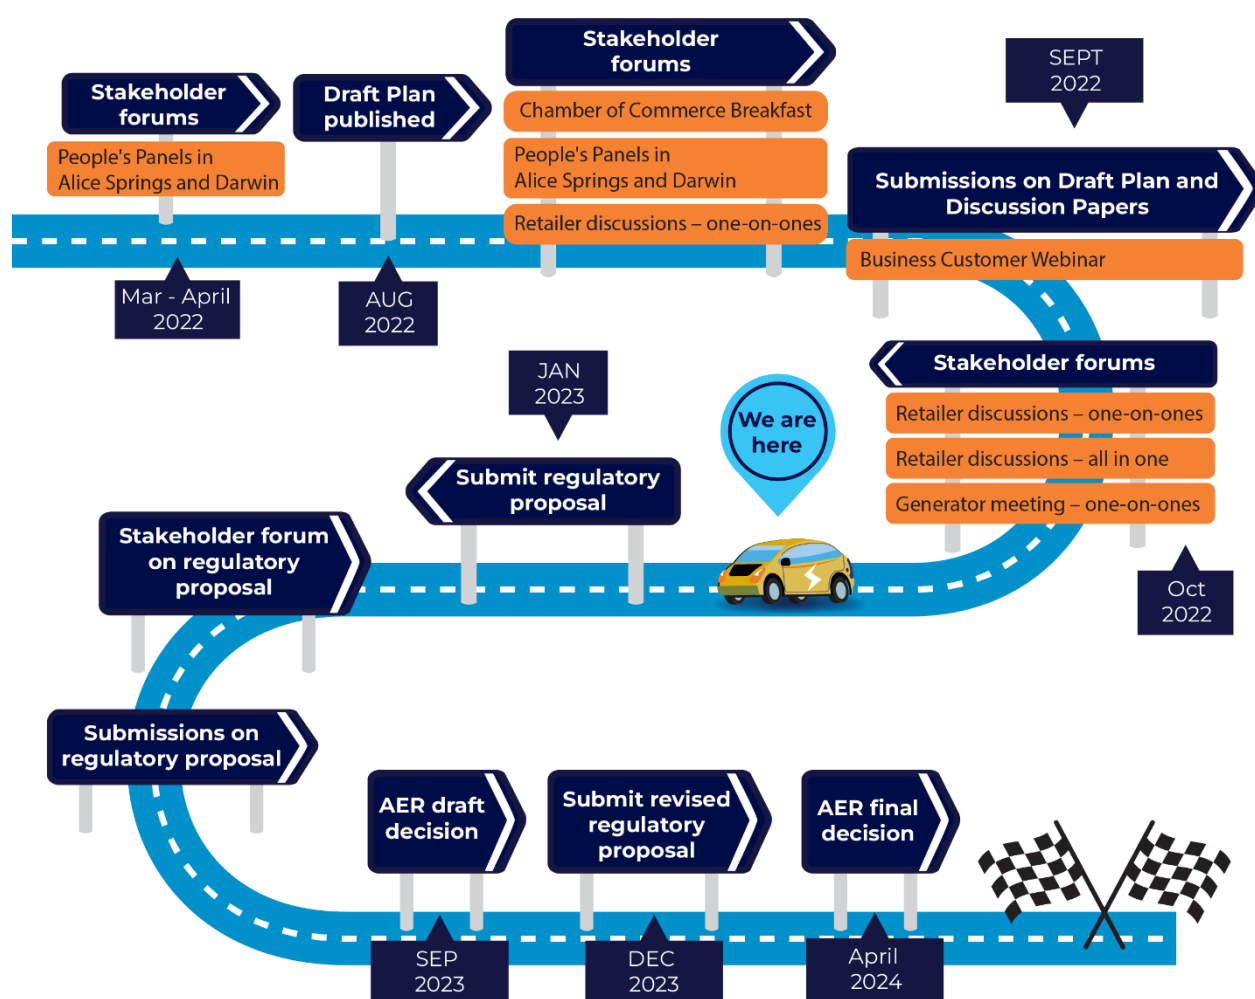 Stakeholder
forums
People's Panels in
Alice Springs and Darwin
Mar - April
2022
Draft Plan
published
AUG
2022
Stakeholder
forums
Chamber of Commerce Breakfast
People's Panels in
Alice Springs and Darwin
Retailer discussions – one-on-ones
SEPT
2022
Submissions on Draft Plan and
Discussion Papers
Business Customer Webinar
Stakeholder forums
Retailer discussions – one-on-ones
Retailer discussions – all in one
Generator meeting – one-on-ones
Oct
2022
We are
here
JAN
2023
Submit regulatory
proposal
Stakeholder forum
on regulatory
proposal
Submissions on
regulatory proposal
AER draft
decision
SEP
2023
Submit revised
regulatory
proposal
DEC
2023
AER final
decision
April
2024